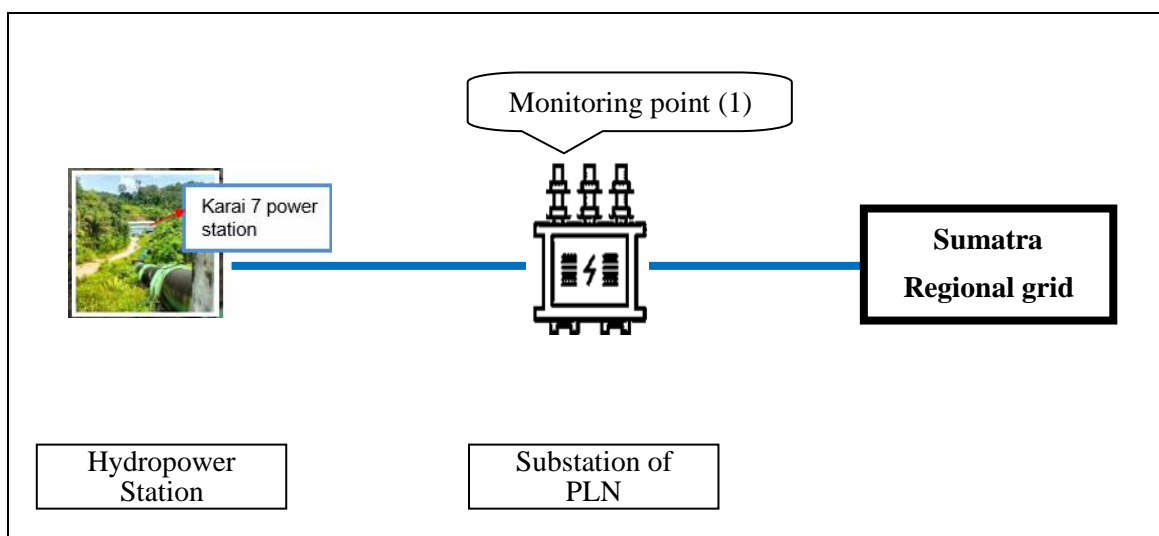 Monitoring point (1)
Karai 7 power
station
Sumatra
Regional grid
Hydropower
Station
Substation of
PLN